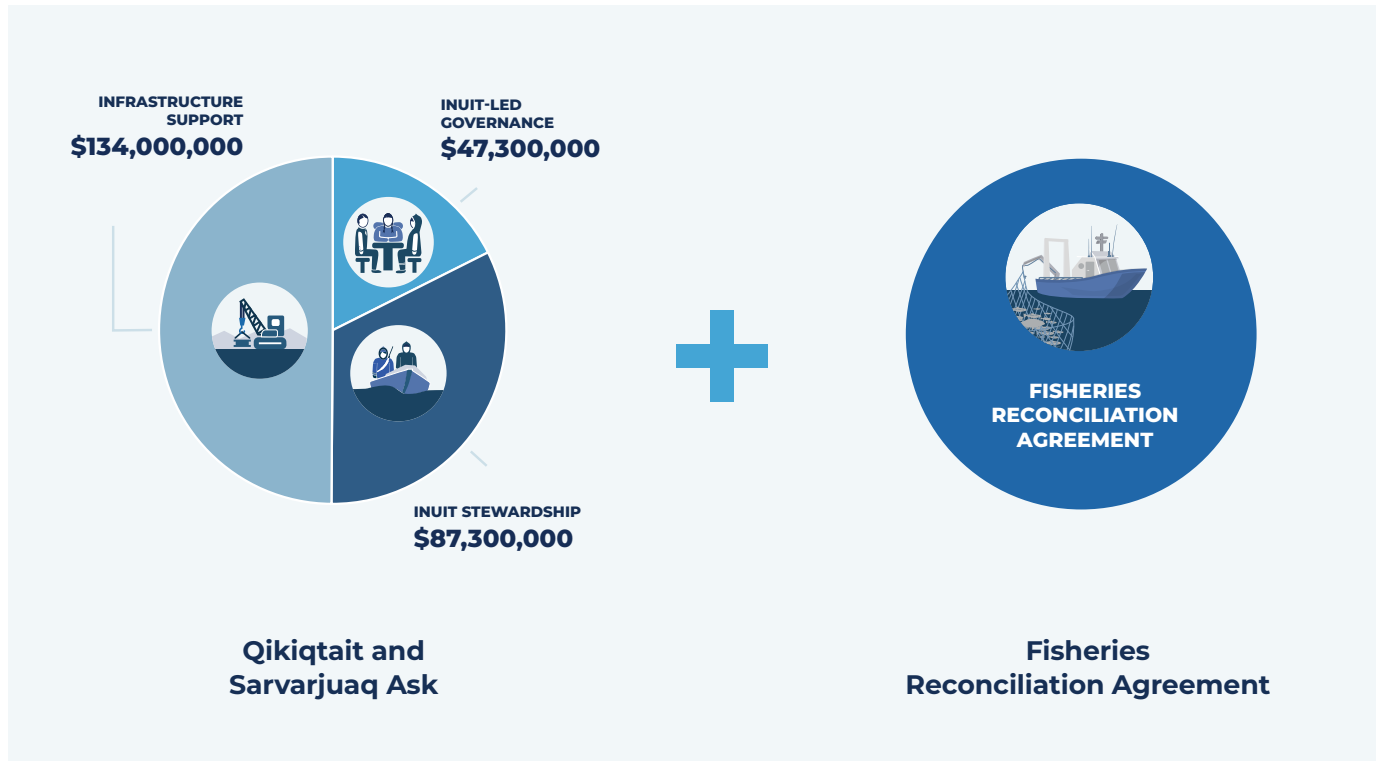 INFRASTRUCTURE
SUPPORT
$134,000,000
INUIT-LED
GOVERNANCE
$47,300,000
INUIT STEWARDSHIP
$87,300,000
FISHERIES
RECONCILIATION
AGREEMENT
Qikiqtait and
Sarvarjuaq Ask
Fisheries
Reconciliation Agreement